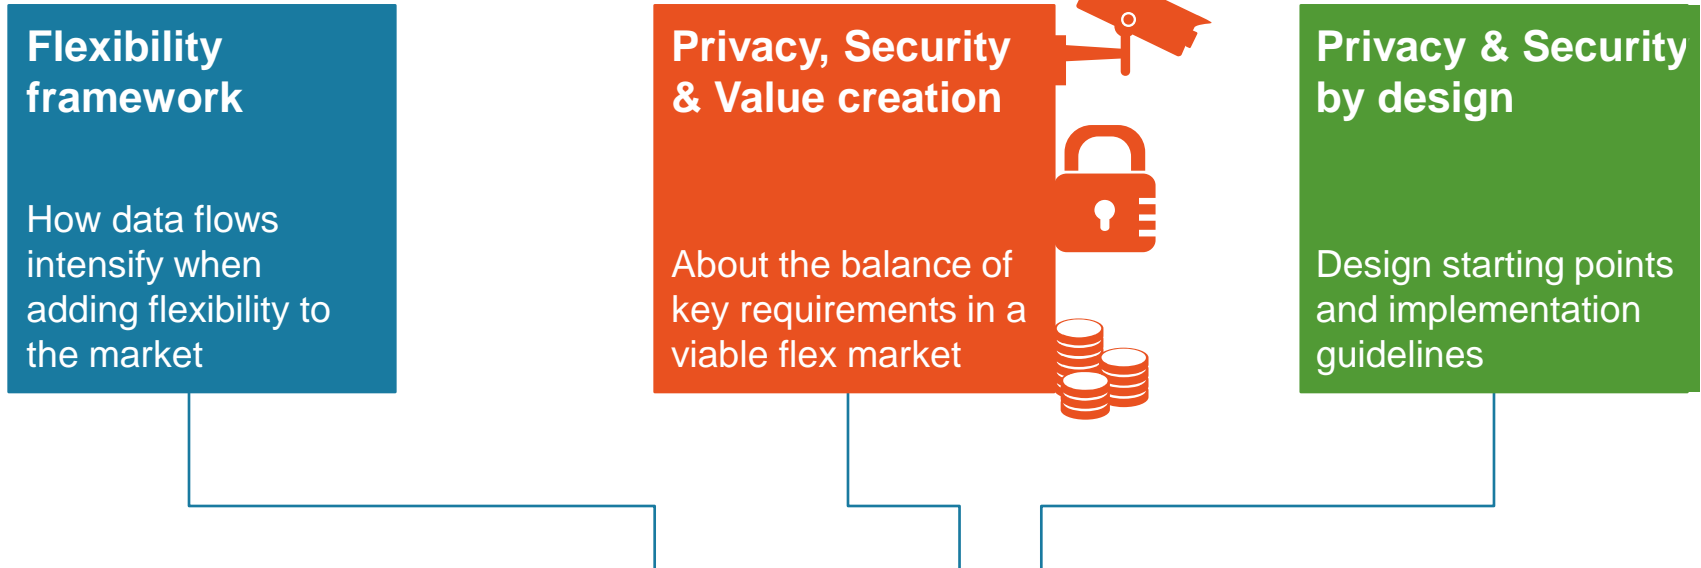 Flexibility
framework
How data flows
intensify when
adding flexibility to
the market
Privacy, Security
& Value creation
About the balance of
key requirements in a
viable flex market
Privacy & Security
by design
Design starting points
and implementation
guidelines